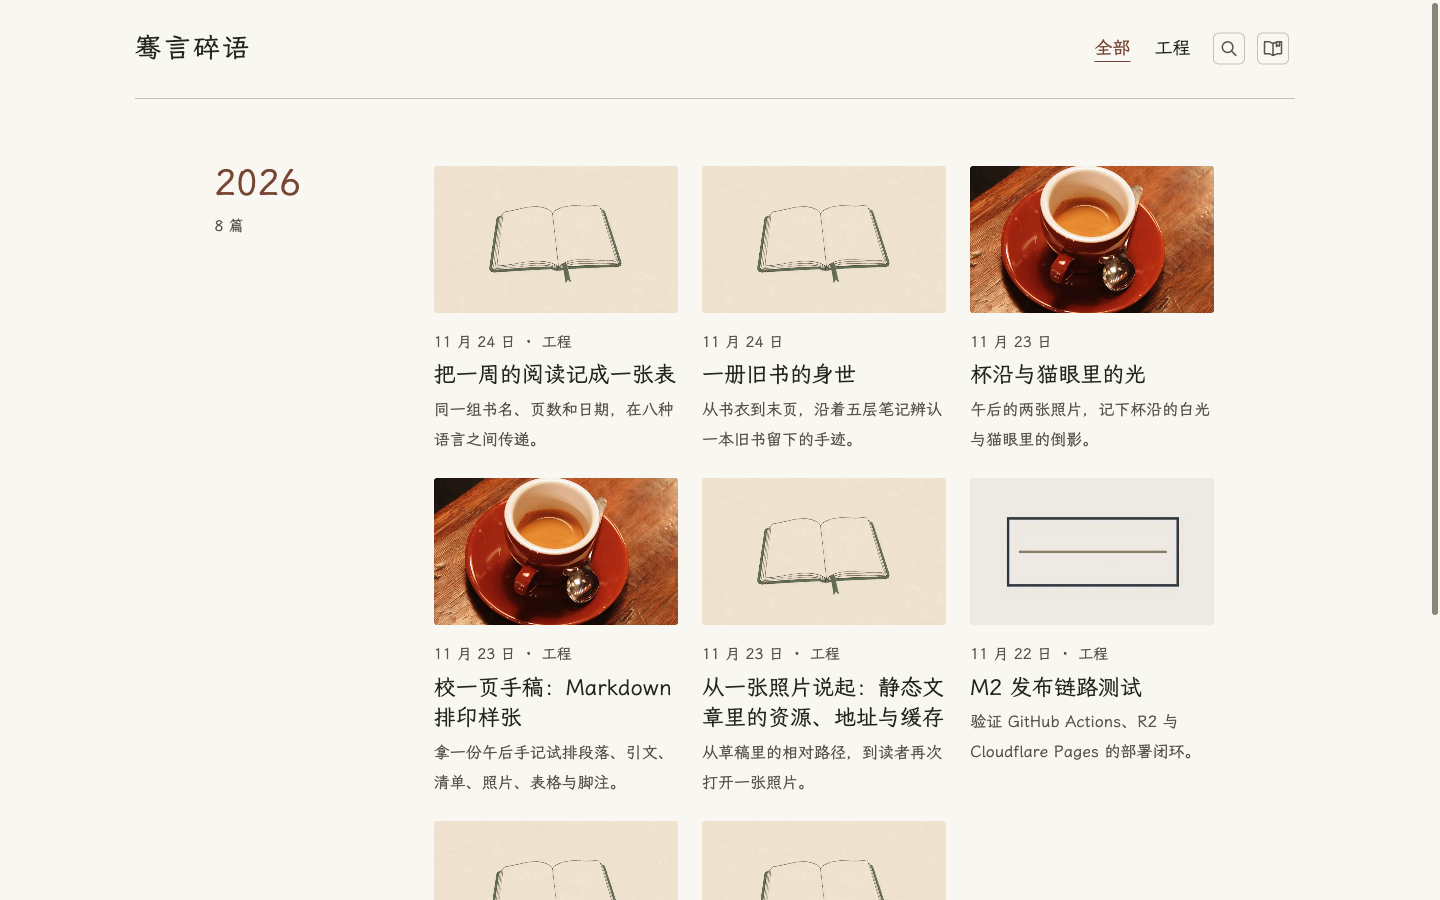 骞言碎语
全部
工程
2026
8 篇
11 月 24 日 · 工程
把一周的阅读记成一张表
同一组书名、页数和日期，在八种
语言之间传递。
11 月 24 日
一册旧书的身世
从书衣到末页，沿着五层笔记辨认
一本旧书留下的手迹。
11 月 23 日
杯沿与猫眼里的光
午后的两张照片，记下杯沿的白光
与猫眼里的倒影。
11 月 23 日 · 工程
校一页手稿：Markdown
排印样张
拿一份午后手记试排段落、引文、
清单、照片、表格与脚注。
11 月 23 日 · 工程
从一张照片说起：静态文
章里的资源、地址与缓存
从草稿里的相对路径，到读者再次
打开一张照片。
11 月 22 日 · 工程
M2 发布链路测试
验证 GitHub Actions、R2 与
Cloudflare Pages 的部署闭环。